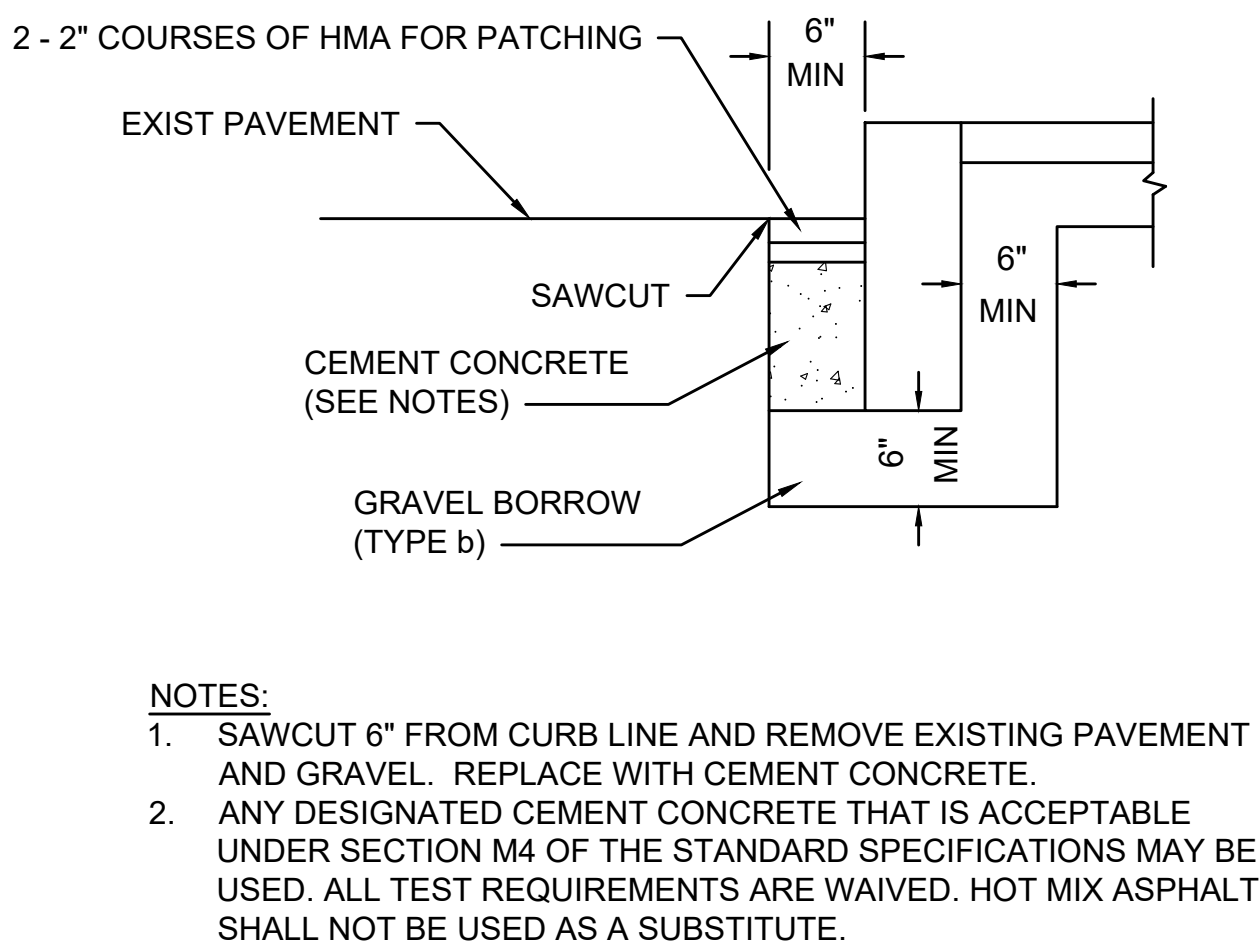 2 - 2" COURSES OF HMA FOR PATCHING
6"
MIN
EXIST PAVEMENT
6"
MIN
SAWCUT
CEMENT CONCRETE
(SEE NOTES)
6"
MIN
GRAVEL BORROW
(TYPE b)
NOTES:
1. SAWCUT 6" FROM CURB LINE AND REMOVE EXISTING PAVEMENT
AND GRAVEL. REPLACE WITH CEMENT CONCRETE.
2. ANY DESIGNATED CEMENT CONCRETE THAT IS ACCEPTABLE
UNDER SECTION M4 OF THE STANDARD SPECIFICATIONS MAY BE
USED. ALL TEST REQUIREMENTS ARE WAIVED. HOT MIX ASPHALT
SHALL NOT BE USED AS A SUBSTITUTE.